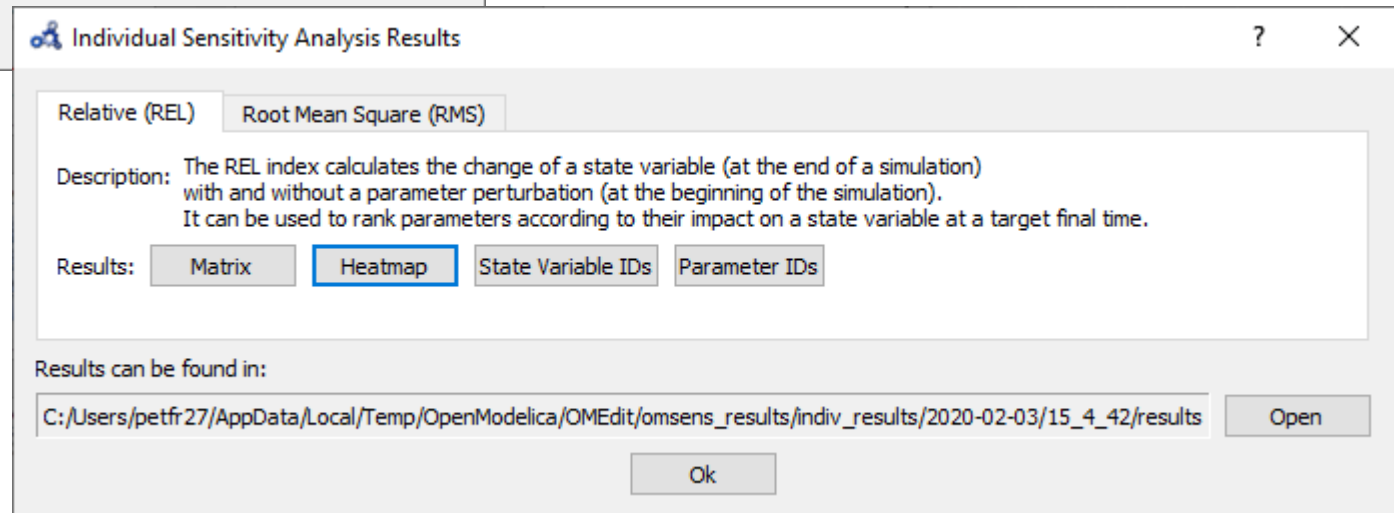 Individual Sensitivity Analysis Results ?
Relative (REL) Root Mean Square (RMS)
Description: The REL index calculates the change of a state variable (at the end of a simulation)
with and without a parameter perturbation (at the beginning of the simulation).
It can be used to rank parameters according to their impact on a state variable at a target final time.
Results: Matrix Heatmap State Variable IDs Parameter IDs
Results can be found in:
C:/Users/petfr27/AppData/Local/Temp/OpenModelica/OMEdit/omsens_results/indiv_results/2020-02-03/15_4_42/results Open
Ok